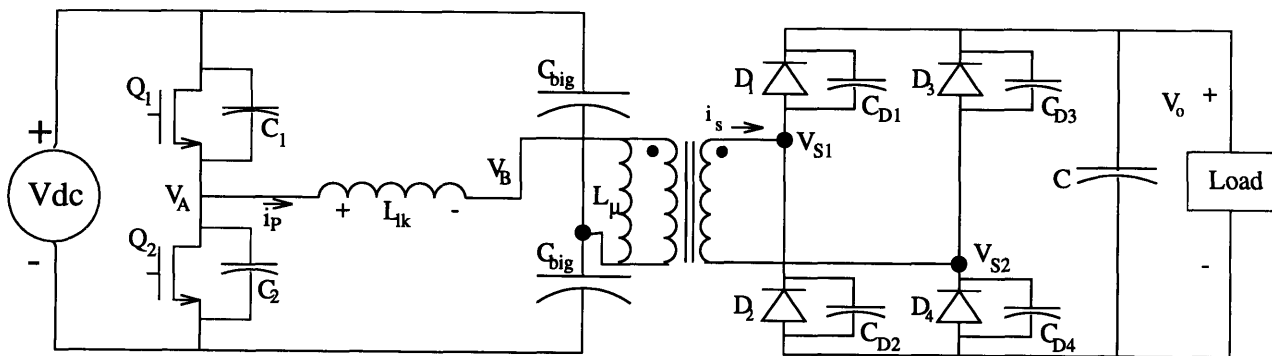 +
Vdc
-
Q1
C1
VA
iP
+
Llk
-
VB
Q2
C2
Cbig
Cbig
Lμ
is
VS1
VS2
D1
CD1
D3
CD3
D2
CD2
D4
CD4
C
Vo
+
-
Load